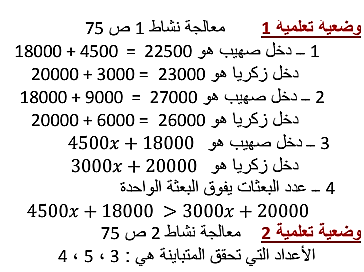 وضعية تعلمية 1 معالجة نشاط 1 ص 75
1 – دخل صهيب هو 22500 = 4500 + 18000
دخل زكريا هو 23000 = 3000 + 20000
2 – دخل صهيب هو 27000 = 9000 + 18000
دخل زكريا هو 26000 = 6000 + 20000
3 – دخل صهيب هو 4500x + 18000
دخل زكريا هو 3000x + 20000
4 – عدد البعثات يفوق البعثة الواحدة
4500x + 18000 > 3000x + 20000
وضعية تعلمية 2 معالجة نشاط 2 ص 75
الأعداد التي تحقق المتباينة هي : 3 ، 5 ، 4